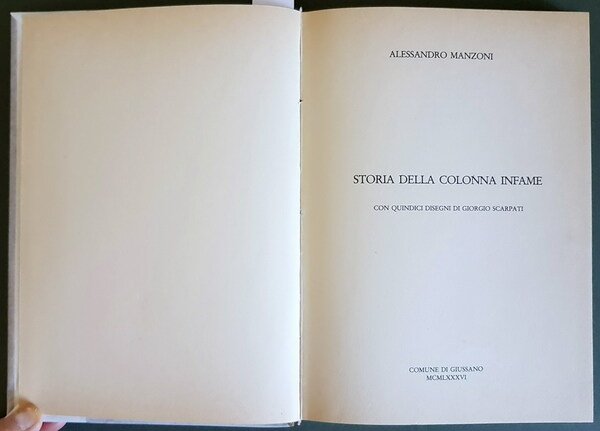 ALESSANDRO MANZONI
STORIA DELLA COLONNA INFAME
CON QUINDICI DISEGNI DI GIORGIO SCARPATI
COMUNE DI GIUSSANO
MCMLXXXVI